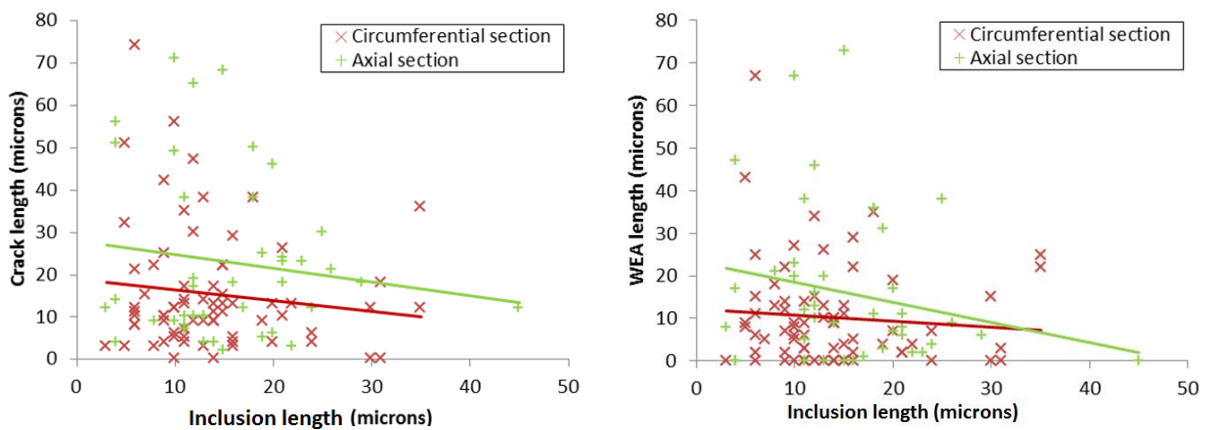 80
70
60
50
40
30
20
10
0
Crack length (microns)
× Circumferential section
+ Axial section
0 10 20 30 40 50
Inclusion length (microns)
80
70
60
50
40
30
20
10
0
WEA length (microns)
× Circumferential section
+ Axial section
0 10 20 30 40 50
Inclusion length (microns)